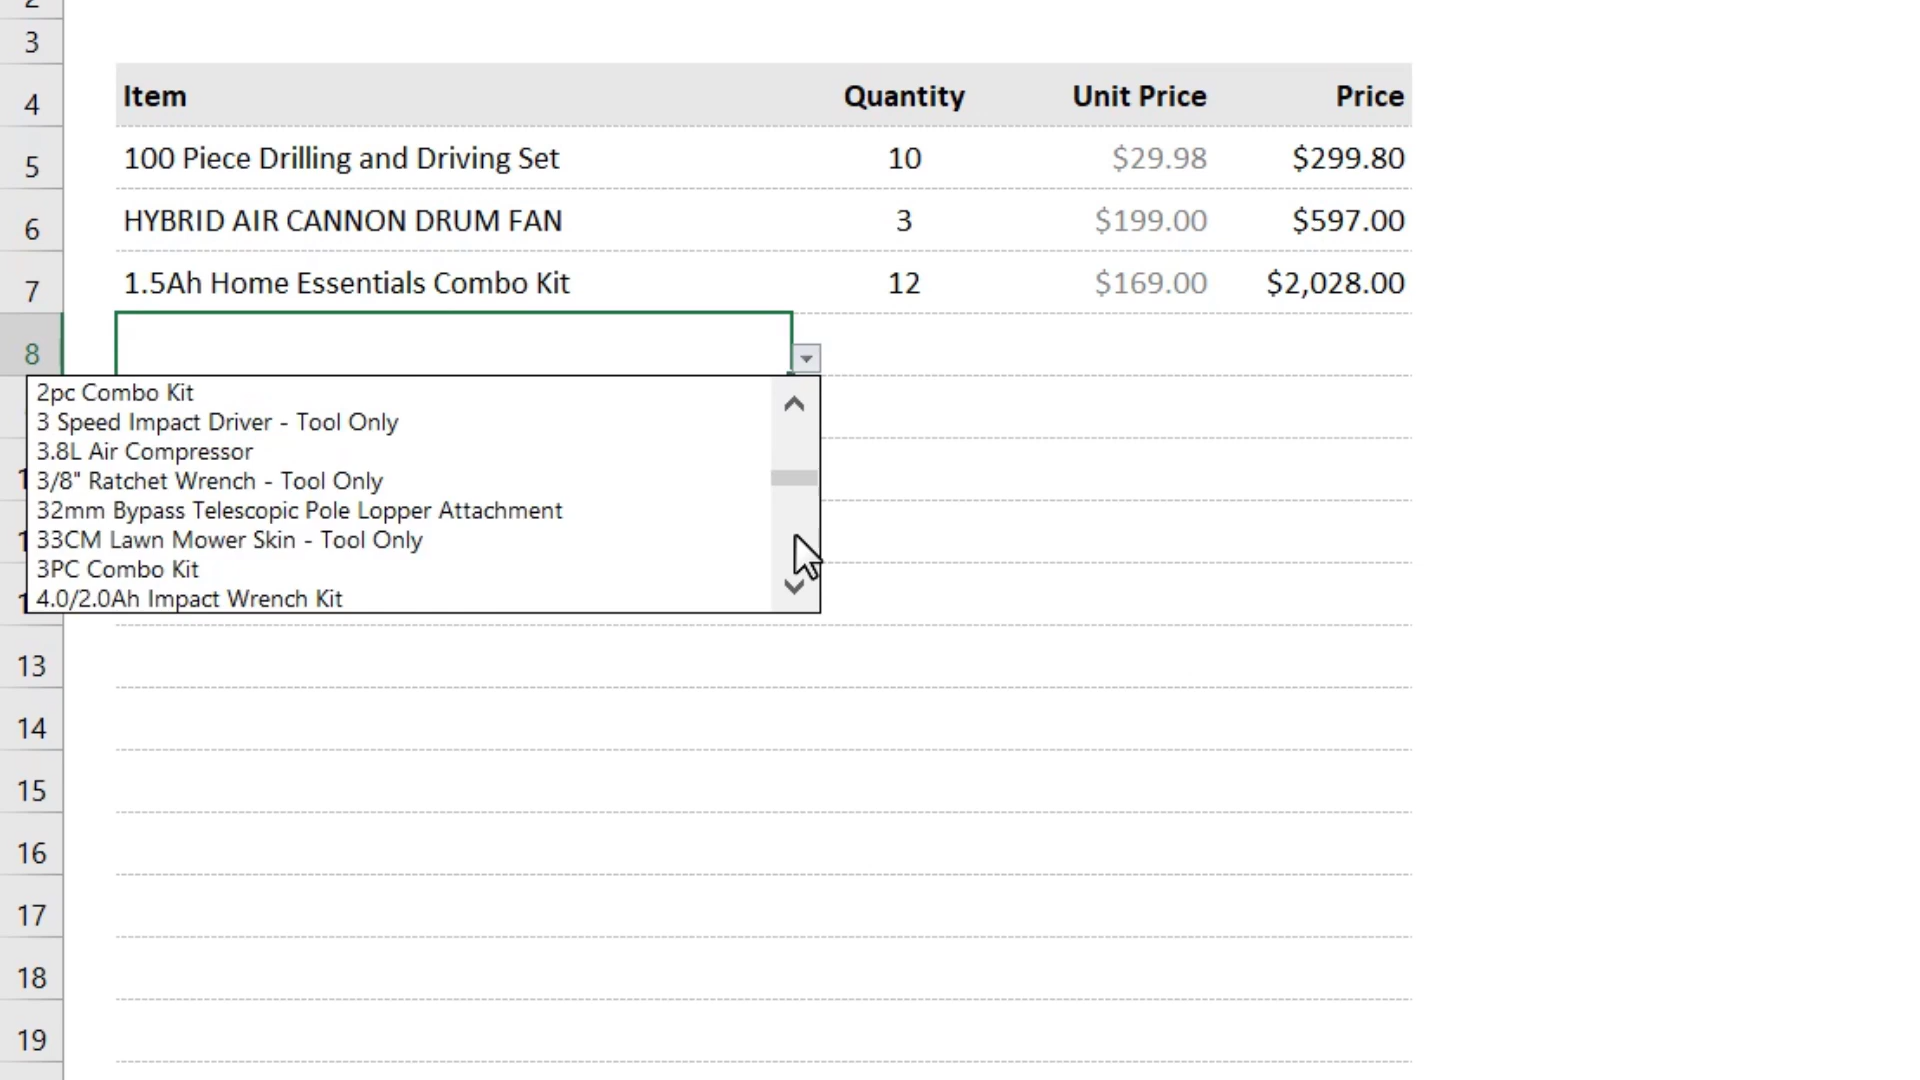 3
4 Item Quantity Unit Price Price
5 100 Piece Drilling and Driving Set 10 $29.98 $299.80
6 HYBRID AIR CANNON DRUM FAN 3 $199.00 $597.00
7 1.5Ah Home Essentials Combo Kit 12 $169.00 $2,028.00
8
2pc Combo Kit
3 Speed Impact Driver - Tool Only
3.8L Air Compressor
3/8" Ratchet Wrench - Tool Only
32mm Bypass Telescopic Pole Lopper Attachment
33CM Lawn Mower Skin - Tool Only
3PC Combo Kit
4.0/2.0Ah Impact Wrench Kit
13
14
15
16
17
18
19